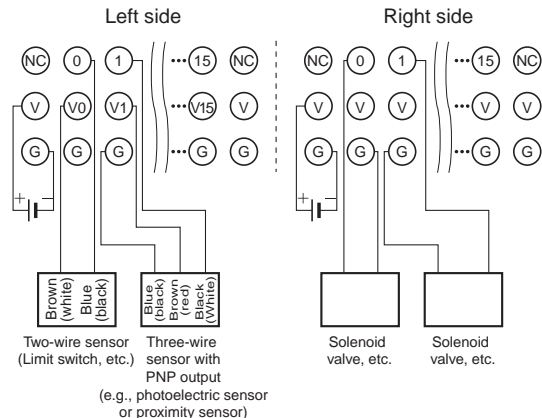 Left side
Right side
NC 0 1 ···15 NC
V V0 V1 ···V15 V
G G G ···G G
+ −
Brown (white)
Blue (black)
Blue (black)
Brown (red)
Black (White)
Two-wire sensor
(Limit switch, etc.)
Three-wire
sensor with
PNP output
(e.g., photoelectric sensor
or proximity sensor)
NC 0 1 ···15 NC
V V V ···V V
G G G ···G G
+ −
Solenoid
valve, etc.
Solenoid
valve, etc.